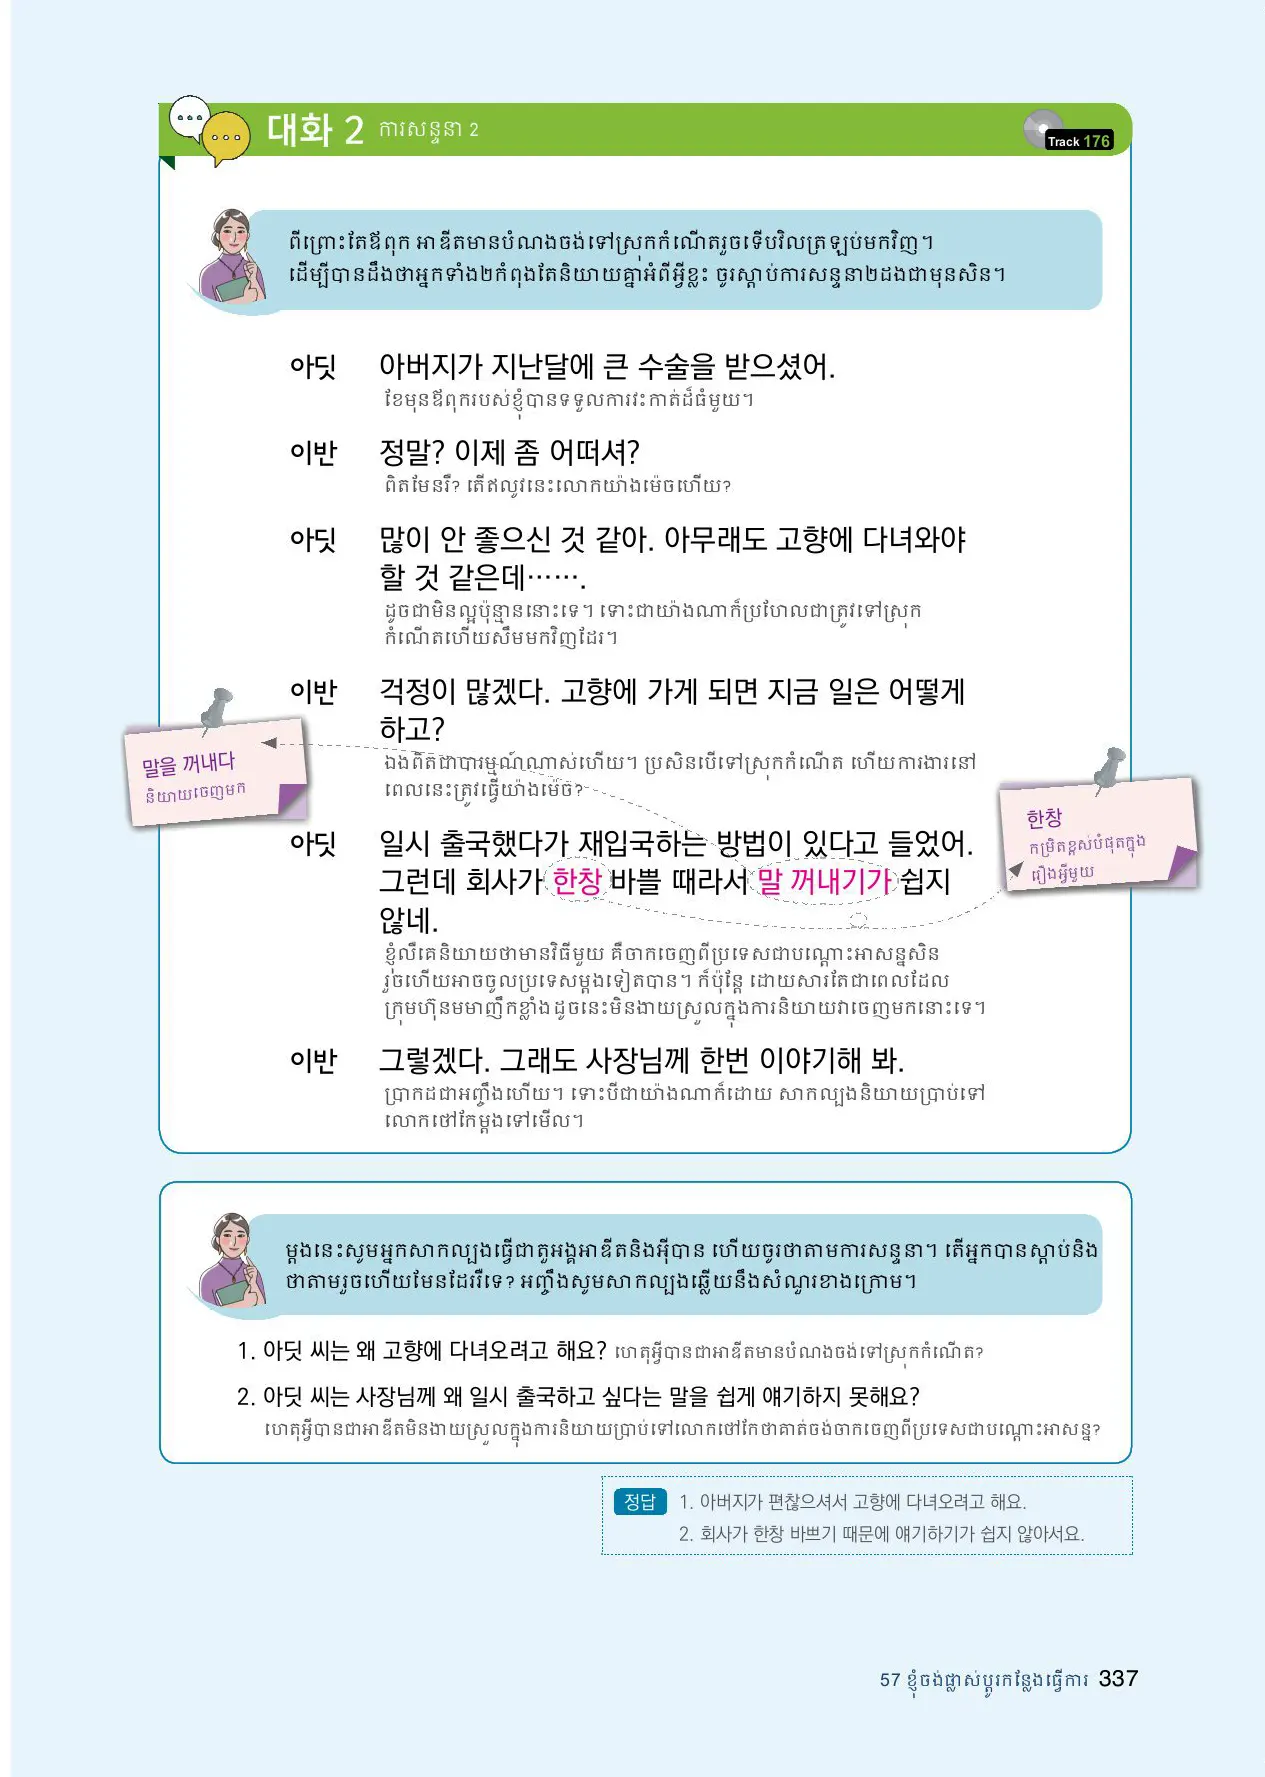 대화 2 ការសន្ទនា 2
Track 176
ពីព្រោះតែឪពុក អាឌីតមានបំណងចង់ទៅស្រុកកំណើតរួចទើបវិលត្រឡប់មកវិញ។
ដើម្បីបានដឹងថាអ្នកទាំង២កំពុងតែនិយាយគ្នាអំពីអ្វីខ្លះ ចូរស្តាប់ការសន្ទនា២ដងជាមុនសិន។
아딧 아버지가 지난달에 큰 수술을 받으셨어.
ខែមុនឪពុករបស់ខ្ញុំបានទទួលការវះកាត់ដ៏ធំមួយ។
이반 정말? 이제 좀 어떠셔?
ពិតមែនរឺ? តើឥលូវនេះលោកយ៉ាងម៉េចហើយ?
아딧 많이 안 좋으신 것 같아. 아무래도 고향에 다녀와야
할 것 같은데…….
ដូចជាមិនល្អប៉ុន្មាននោះទេ។ ទោះជាយ៉ាងណាក៏ប្រហែលជាត្រូវទៅស្រុក
កំណើតហើយសឹមមកវិញដែរ។
이반 걱정이 많겠다. 고향에 가게 되면 지금 일은 어떻게
하고?
ឯងពិតជាបារម្មណ៍ណាស់ហើយ។ ប្រសិនបើទៅស្រុកកំណើត ហើយការងារនៅ
ពេលនេះត្រូវធ្វើយ៉ាងម៉េច?
말을 꺼내다
និយាយចេញមក
한창
កម្រិតខ្ពស់បំផុតក្នុង
រឿងអ្វីមួយ
아딧 일시 출국했다가 재입국하는 방법이 있다고 들었어.
그런데 회사가 한창 바쁠 때라서 말 꺼내기가 쉽지
않네.
ខ្ញុំលឺគេនិយាយថាមានវិធីមួយ គឺចាកចេញពីប្រទេសជាបណ្តោះអាសន្នសិន
រួចហើយអាចចូលប្រទេសម្តងទៀតបាន។ ក៏ប៉ុន្តែ ដោយសារតែជាពេលដែល
ក្រុមហ៊ុនមមាញឹកខ្លាំងដូចនេះមិនងាយស្រួលក្នុងការនិយាយវាចេញមកនោះទេ។
이반 그렇겠다. 그래도 사장님께 한번 이야기해 봐.
ប្រាកដជាអញ្ចឹងហើយ។ ទោះបីជាយ៉ាងណាក៏ដោយ សាកល្បងនិយាយប្រាប់ទៅ
លោកថៅកែម្តងទៅមើល។
ម្តងនេះសូមអ្នកសាកល្បងធ្វើជាតួអង្គអាឌីតនិងអ៊ីបាន ហើយចូរថាតាមការសន្ទនា។ តើអ្នកបានស្តាប់និង
ថាតាមរួចហើយមែនដែររឺទេ? អញ្ចឹងសូមសាកល្បងឆ្លើយនឹងសំណួរខាងក្រោម។
1. 아딧 씨는 왜 고향에 다녀오려고 해요? ហេតុអ្វីបានជាអាឌីតមានបំណងចង់ទៅស្រុកកំណើត?
2. 아딧 씨는 사장님께 왜 일시 출국하고 싶다는 말을 쉽게 얘기하지 못해요?
ហេតុអ្វីបានជាអាឌីតមិនងាយស្រួលក្នុងការនិយាយប្រាប់ទៅលោកថៅកែថាគាត់ចង់ចាកចេញពីប្រទេសជាបណ្តោះអាសន្ន?
정답 1. 아버지가 편찮으셔서 고향에 다녀오려고 해요.
2. 회사가 한창 바쁘기 때문에 얘기하기가 쉽지 않아서요.
57 ខ្ញុំចង់ផ្លាស់ប្តូរកន្លែងធ្វើការ 337